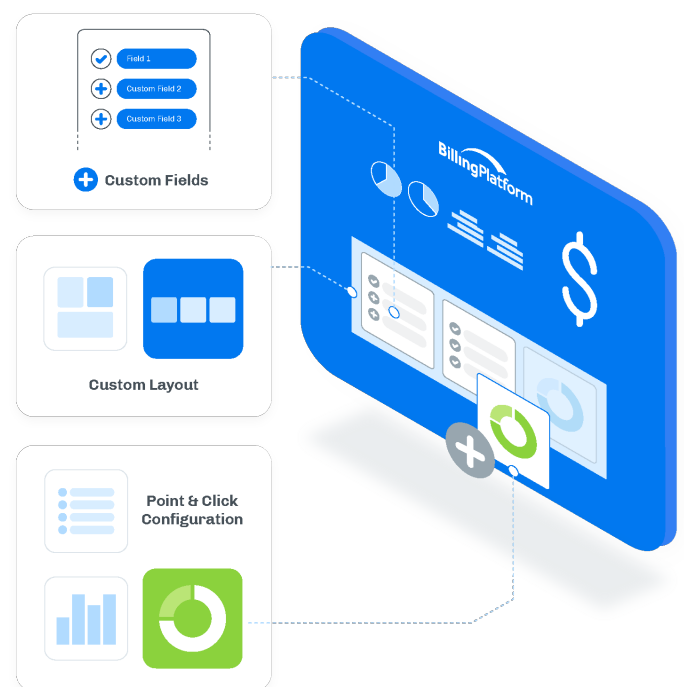 Field 1
Custom Field 2
Custom Field 3
Custom Fields
BillingPlatform
Custom Layout
Point & Click
Configuration